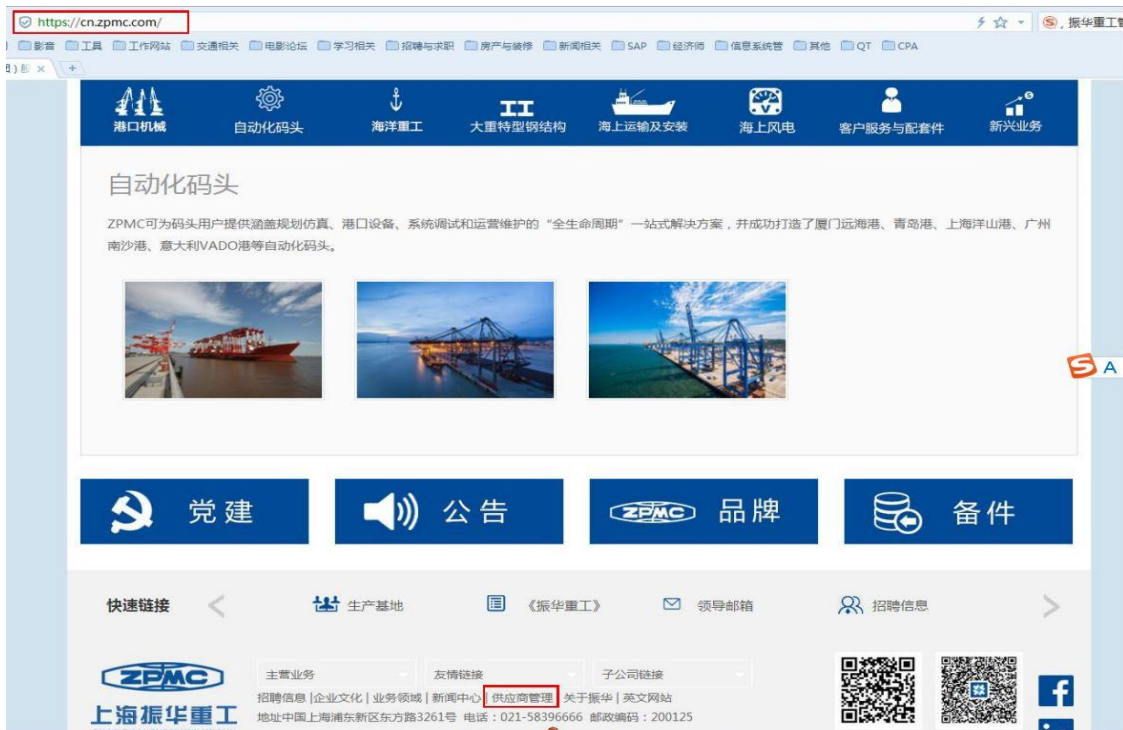 https://cn.zpmc.com/
振华重工
影音 工具 工作网站 交通相关 电影论坛 学习相关 招聘与求职 房产与装修 新闻相关 SAP 经济师 信息系统管 其他 QT CPA
港口机械 自动化码头 海洋重工 大重特型钢结构 海上运输及安装 海上风电 客户服务与配套件 新兴业务
自动化码头
ZPMC可为码头用户提供涵盖规划仿真、港口设备、系统调试和运营维护的“全生命周期”一站式解决方案，并成功打造了厦门远海港、青岛港、上海洋山港、广州
南沙港、意大利VADO港等自动化码头。
A
党建 公告 ZPMC 品牌 备件
快速链接 生产基地 《振华重工》 领导邮箱 招聘信息
ZPMC
上海振华重工
主营业务 友情链接 子公司链接
招聘信息 |企业文化 | 业务领域 | 新闻中心 | 供应商管理 | 关于振华 | 英文网站
地址中国上海浦东新区东方路3261号 电话：021-58396666 邮政编码：200125